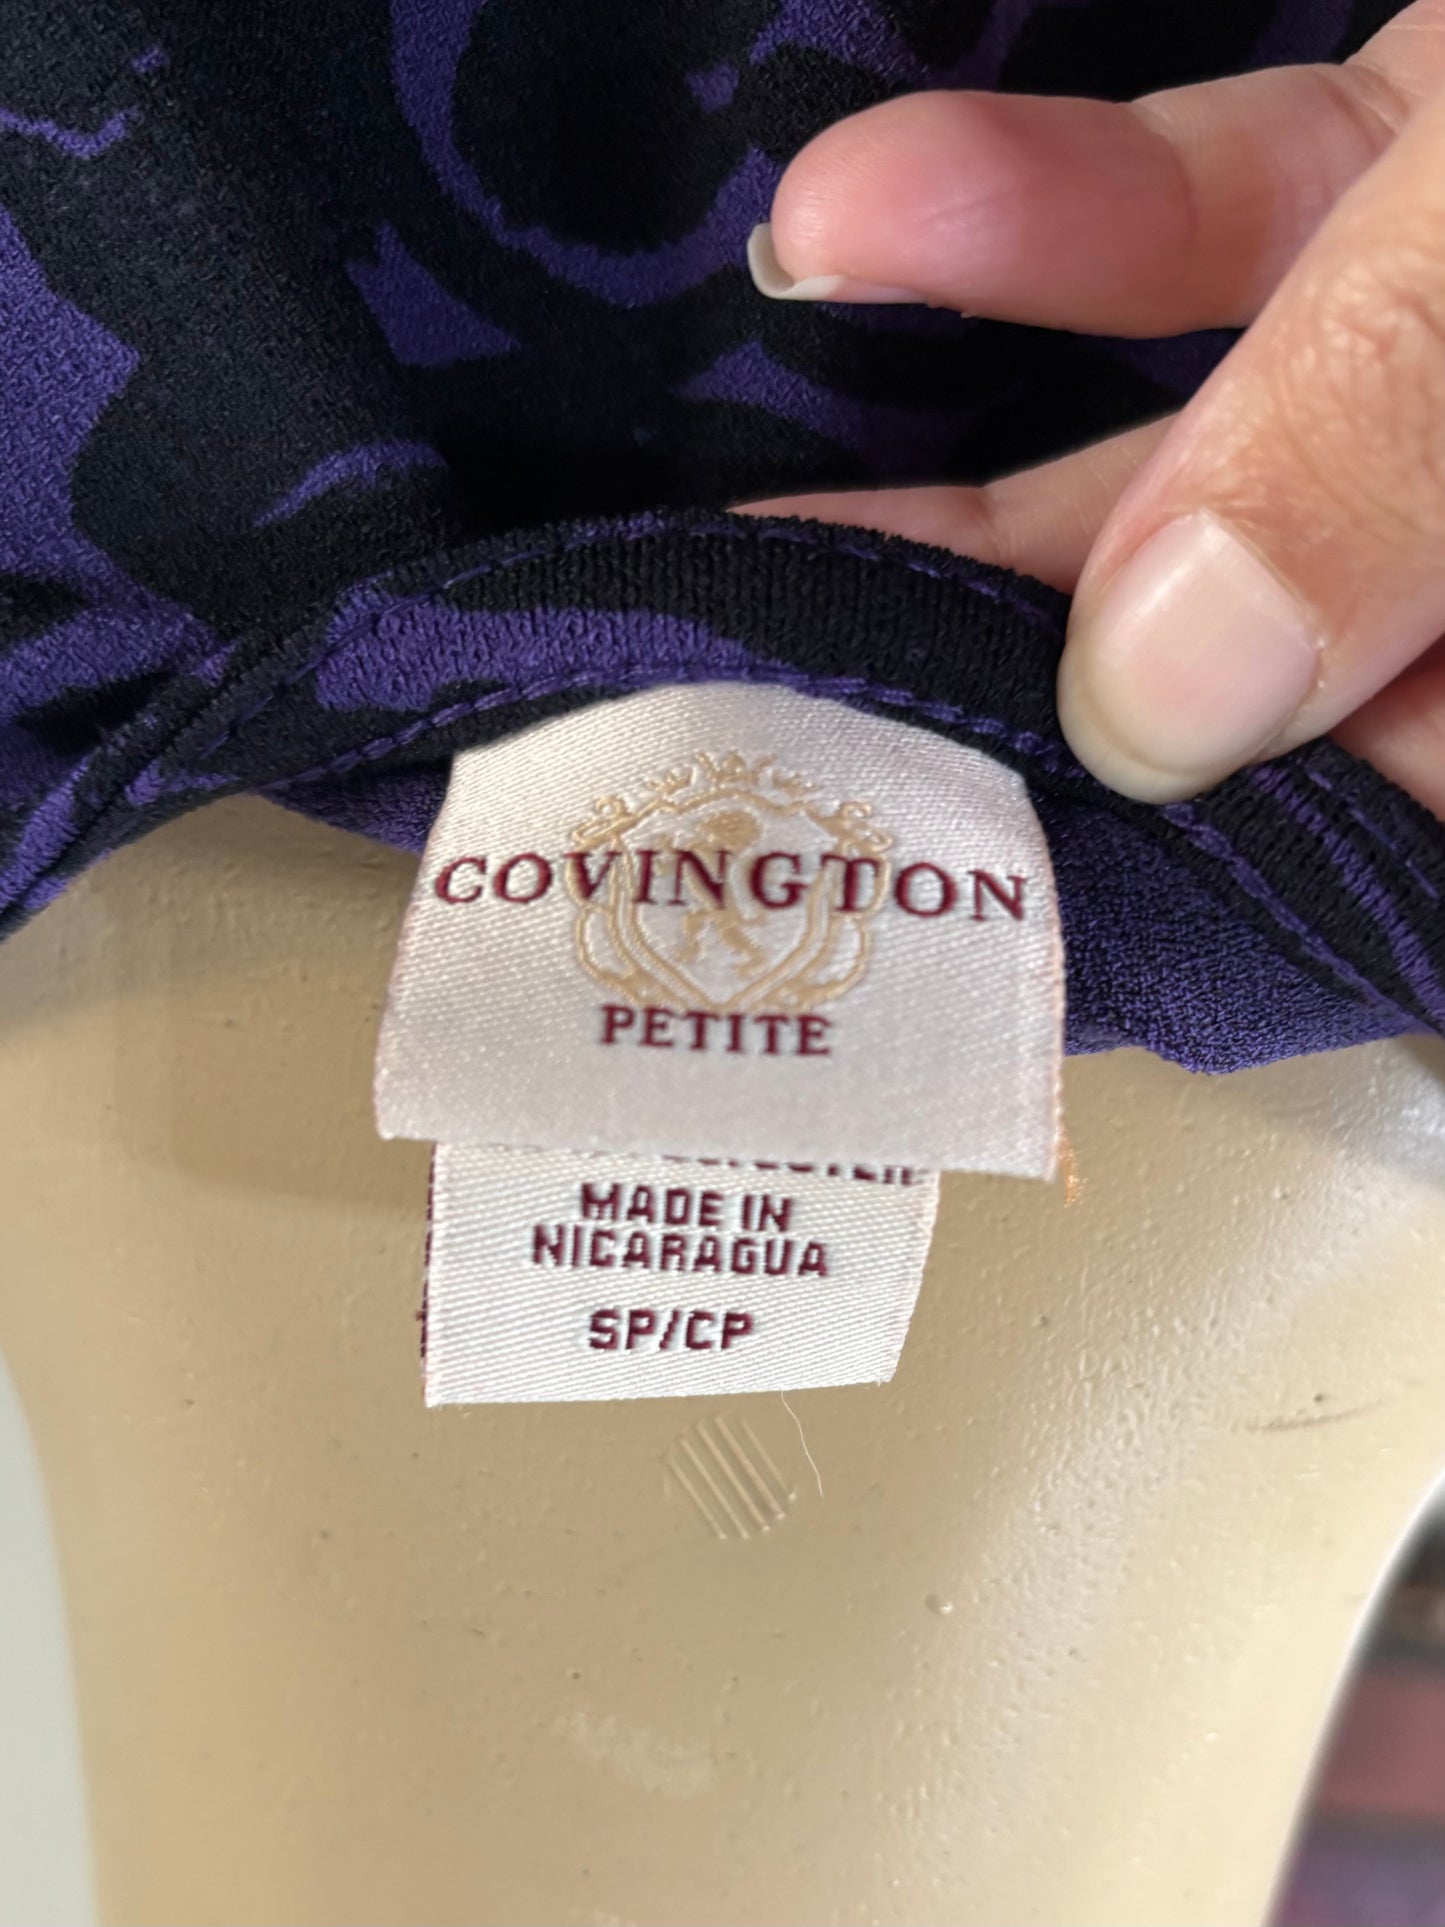 COVINGTON
PETITE
MADE IN
NICARAGUA
SP/CP